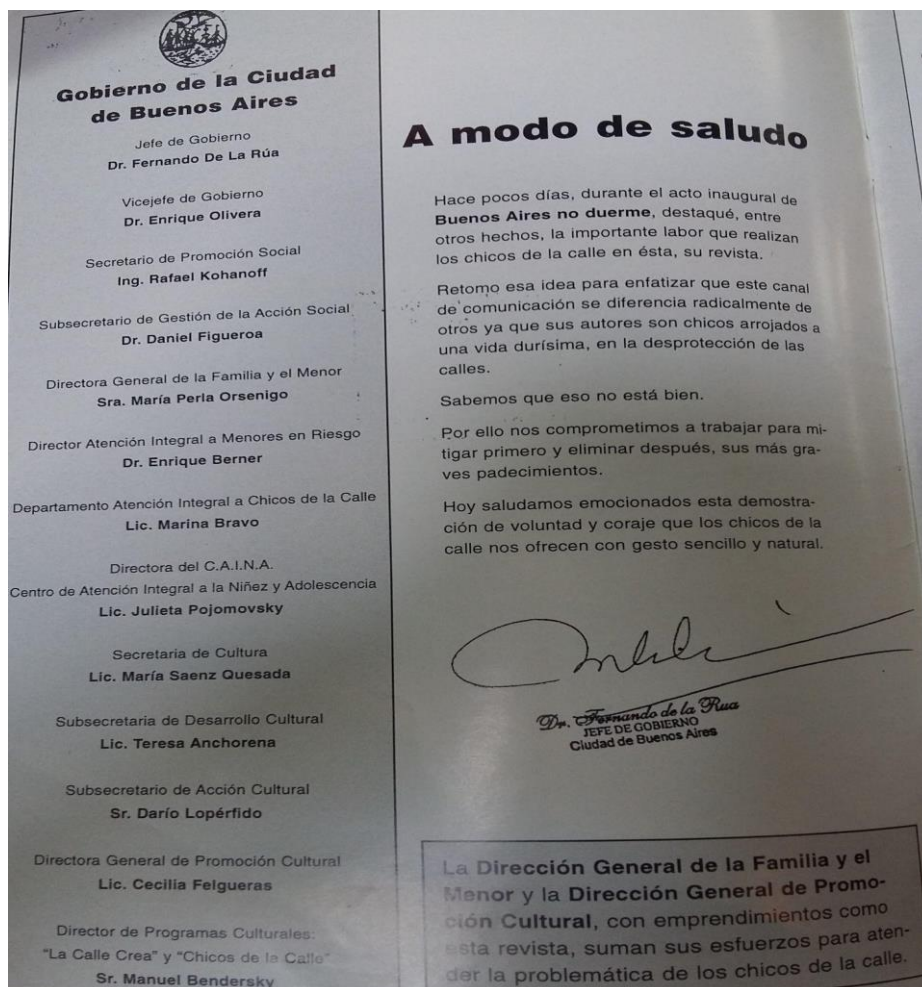 Gobierno de la Ciudad
de Buenos Aires
Jefe de Gobierno
Dr. Fernando De La Rúa
Vicejefe de Gobierno
Dr. Enrique Olivera
Secretario de Promoción Social
Ing. Rafael Kohanoff
Subsecretario de Gestión de la Acción Social
Dr. Daniel Figueroa
Directora General de la Familia y el Menor
Sra. María Perla Orsenigo
Director Atención Integral a Menores en Riesgo
Dr. Enrique Berner
Departamento Atención Integral a Chicos de la Calle
Lic. Marina Bravo
Directora del C.A.I.N.A.
Centro de Atención Integral a la Niñez y Adolescencia
Lic. Julieta Pojomovsky
Secretaria de Cultura
Lic. María Saenz Quesada
Subsecretaria de Desarrollo Cultural
Lic. Teresa Anchorena
Subsecretario de Acción Cultural
Sr. Darío Lopérfido
Directora General de Promoción Cultural
Lic. Cecilia Felgueras
Director de Programas Culturales:
"La Calle Crea" y "Chicos de la Calle"
Sr. Manuel Bendersky
A modo de saludo
Hace pocos días, durante el acto inaugural de
Buenos Aires no duerme, destaqué, entre
otros hechos, la importante labor que realizan
los chicos de la calle en ésta, su revista.
Retomo esa idea para enfatizar que este canal
de comunicación se diferencia radicalmente de
otros ya que sus autores son chicos arrojados a
una vida durísima, en la desprotección de las
calles.
Sabemos que eso no está bien.
Por ello nos comprometimos a trabajar para mi-
tigar primero y eliminar después, sus más gra-
ves padecimientos.
Hoy saludamos emocionados esta demostra-
ción de voluntad y coraje que los chicos de la
calle nos ofrecen con gesto sencillo y natural.
Dr. Fernando de la Rua
JEFE DE GOBIERNO
Ciudad de Buenos Aires
La Dirección General de la Familia y el
Menor y la Dirección General de Promo-
ción Cultural, con emprendimientos como
esta revista, suman sus esfuerzos para aten-
der la problemática de los chicos de la calle.